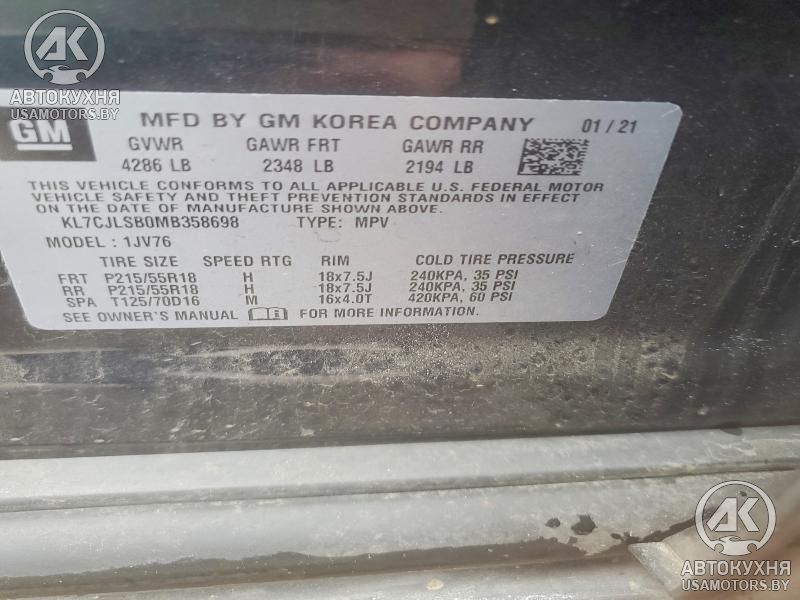 AK
АВТОКУХНЯ
USAMOTORS.BY
GM
MFD BY GM KOREA COMPANY 01 / 21
GVWR GAWR FRT GAWR RR
4286 LB 2348 LB 2194 LB
THIS VEHICLE CONFORMS TO ALL APPLICABLE U.S. FEDERAL MOTOR
VEHICLE SAFETY AND THEFT PREVENTION STANDARDS IN EFFECT
ON THE DATE OF MANUFACTURE SHOWN ABOVE.
KL7CJLSB0MB358698 TYPE: MPV
MODEL : 1JV76
TIRE SIZE SPEED RTG RIM COLD TIRE PRESSURE
FRT P215/55R18 H 18x7.5J 240KPA, 35 PSI
RR P215/55R18 H 18x7.5J 240KPA, 35 PSI
SPA T125/70D16 M 16x4.0T 420KPA, 60 PSI
SEE OWNER'S MANUAL FOR MORE INFORMATION.
AK
АВТОКУХНЯ
USAMOTORS.BY